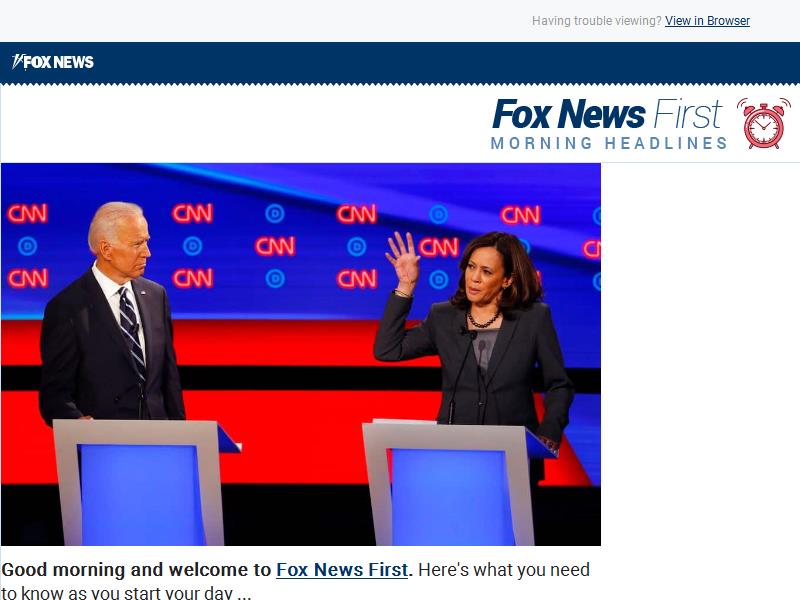 Having trouble viewing? View in Browser
FOX NEWS
Fox News First
MORNING HEADLINES
CNN CNN CNN CNN
CNN CNN CN
CNN CNN CNN
Good morning and welcome to Fox News First. Here's what you need
to know as you start your day ...